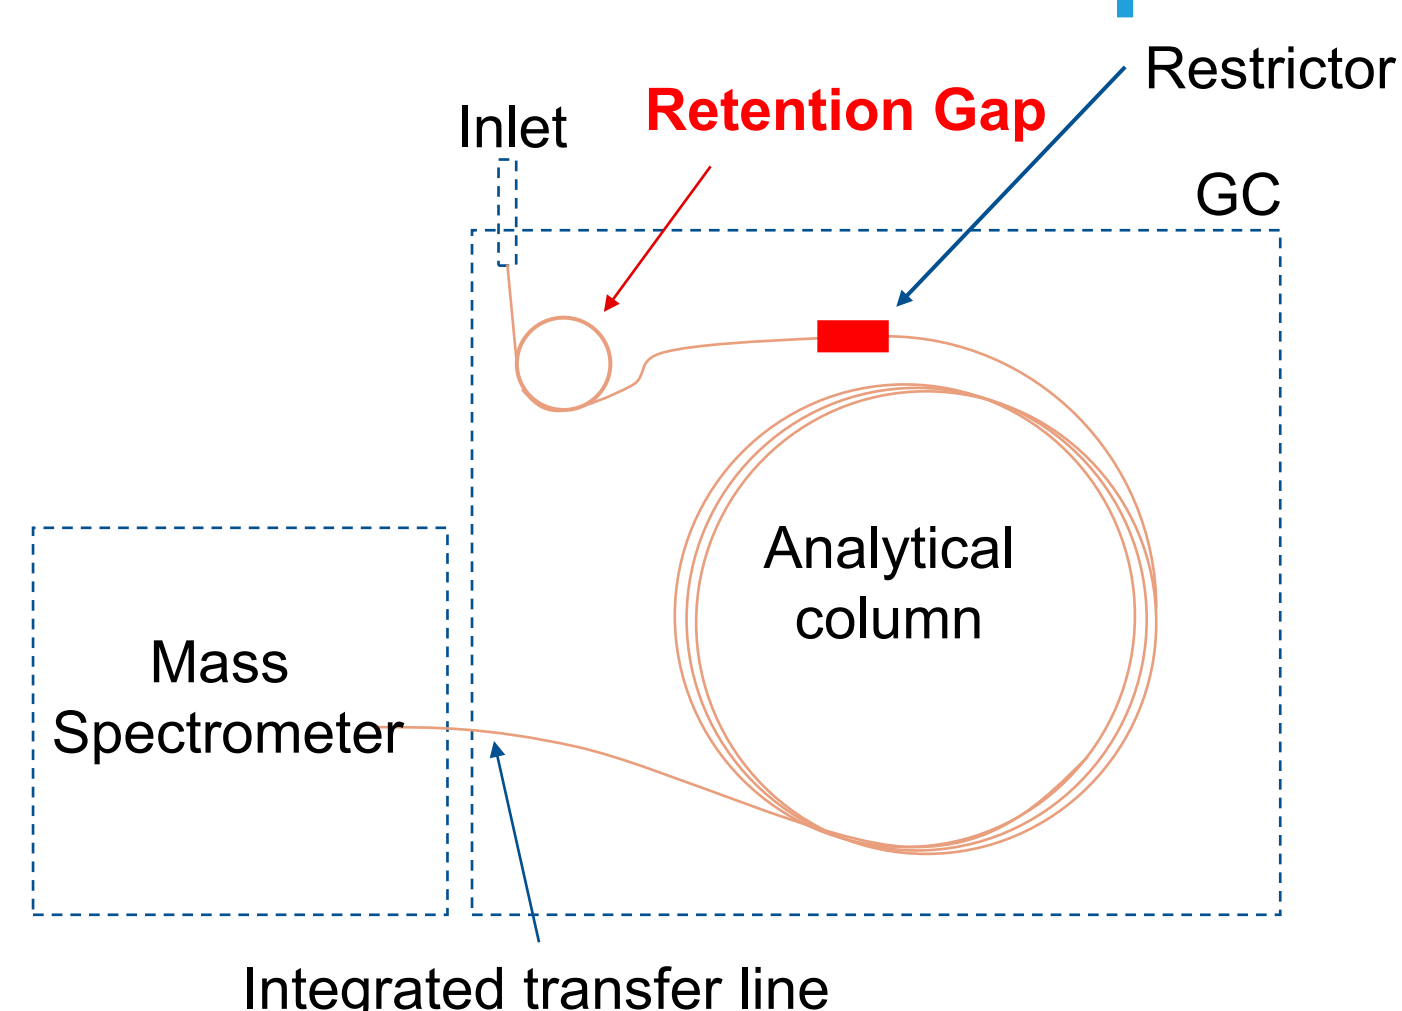 Restrictor
Retention Gap
Inlet
GC
Analytical
column
Mass
Spectrometer
Integrated transfer line